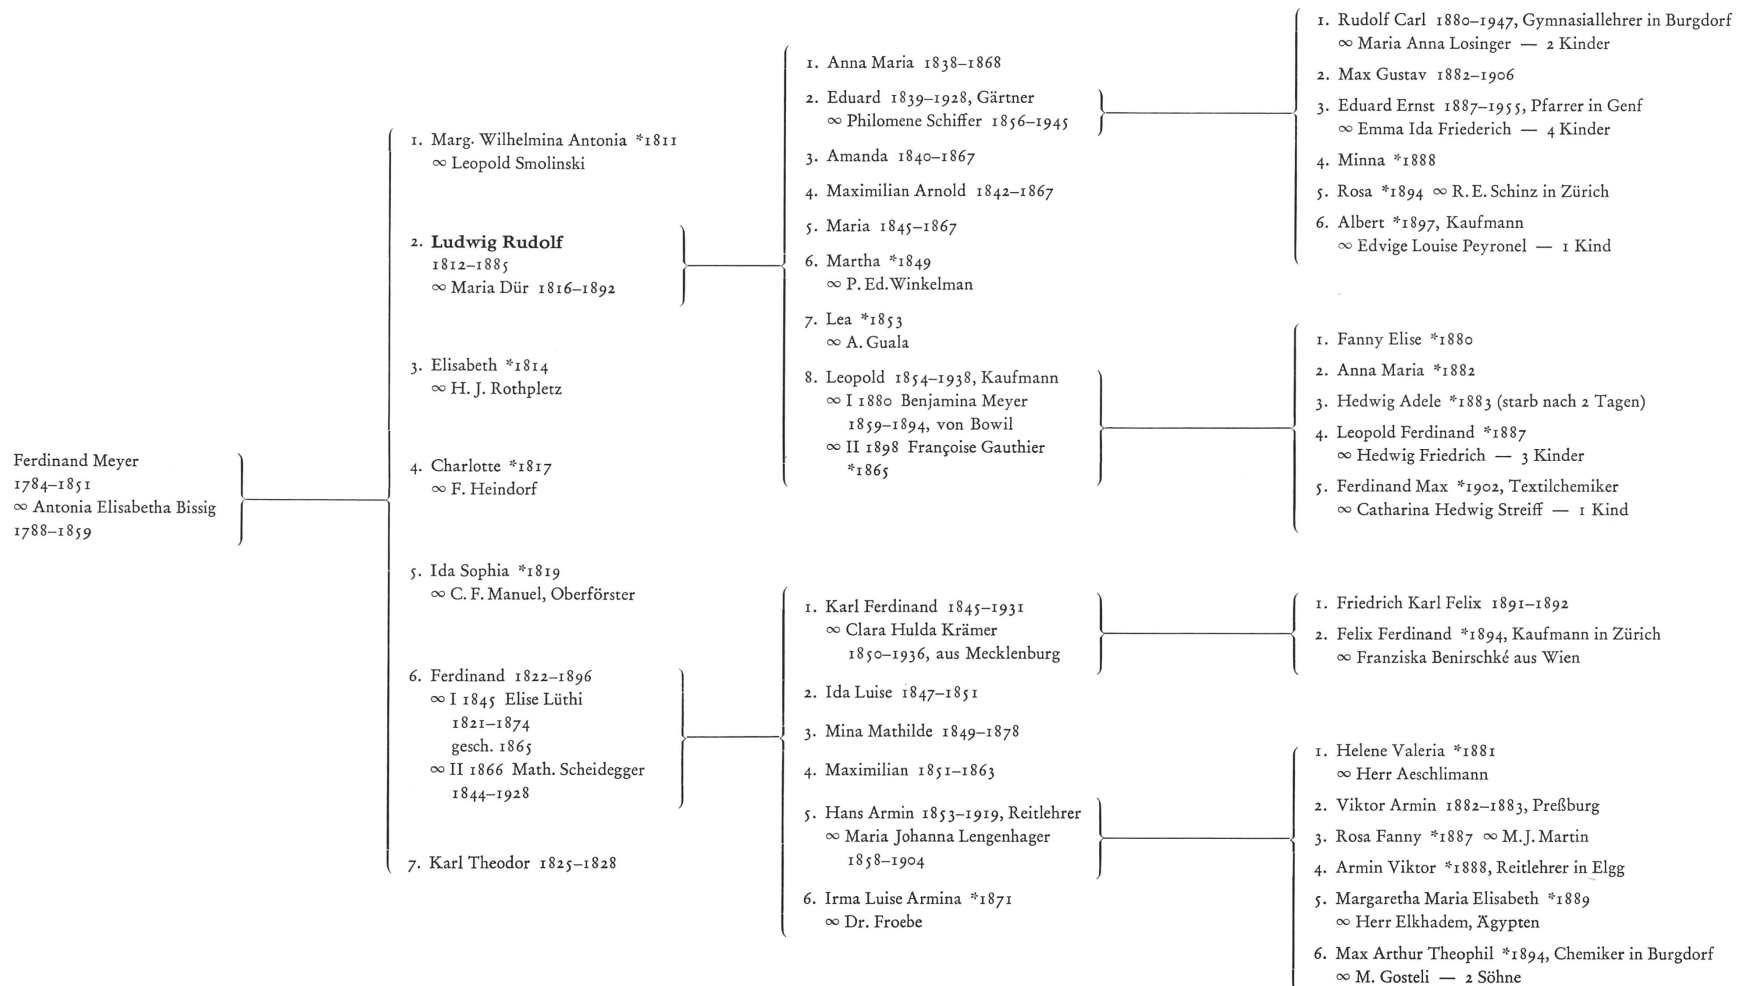 Ferdinand Meyer
1784–1851
∞ Antonia Elisabetha Bissig
1788–1859
1. Marg. Wilhelmina Antonia *1811
∞ Leopold Smolinski
2. Ludwig Rudolf
1812–1885
∞ Maria Dür 1816–1892
3. Elisabeth *1814
∞ H. J. Rothpletz
4. Charlotte *1817
∞ F. Heindorf
5. Ida Sophia *1819
∞ C. F. Manuel, Oberförster
6. Ferdinand 1822–1896
∞ I 1845 Elise Lüthi
1821–1874
gesch. 1865
∞ II 1866 Math. Scheidegger
1844–1928
7. Karl Theodor 1825–1828
1. Anna Maria 1838–1868
2. Eduard 1839–1928, Gärtner
∞ Philomene Schiffer 1856–1945
3. Amanda 1840–1867
4. Maximilian Arnold 1842–1867
5. Maria 1845–1867
6. Martha *1849
∞ P. Ed. Winkelman
7. Lea *1853
∞ A. Guala
8. Leopold 1854–1938, Kaufmann
∞ I 1880 Benjamina Meyer
1859–1894, von Bowil
∞ II 1898 Françoise Gauthier
*1865
1. Karl Ferdinand 1845–1931
∞ Clara Hulda Krämer
1850–1936, aus Mecklenburg
2. Ida Luise 1847–1851
3. Mina Mathilde 1849–1878
4. Maximilian 1851–1863
5. Hans Armin 1853–1919, Reitlehrer
∞ Maria Johanna Lengenhager
1858–1904
6. Irma Luise Armina *1871
∞ Dr. Froebe
1. Rudolf Carl 1880–1947, Gymnasiallehrer in Burgdorf
∞ Maria Anna Losinger — 2 Kinder
2. Max Gustav 1882–1906
3. Eduard Ernst 1887–1955, Pfarrer in Genf
∞ Emma Ida Friederich — 4 Kinder
4. Minna *1888
5. Rosa *1894 ∞ R. E. Schinz in Zürich
6. Albert *1897, Kaufmann
∞ Edvige Louise Peyronel — 1 Kind
1. Fanny Elise *1880
2. Anna Maria *1882
3. Hedwig Adele *1883 (starb nach 2 Tagen)
4. Leopold Ferdinand *1887
∞ Hedwig Friedrich — 3 Kinder
5. Ferdinand Max *1902, Textilchemiker
∞ Catharina Hedwig Streiff — 1 Kind
1. Friedrich Karl Felix 1891–1892
2. Felix Ferdinand *1894, Kaufmann in Zürich
∞ Franziska Benirschké aus Wien
1. Helene Valeria *1881
∞ Herr Aeschlimann
2. Viktor Armin 1882–1883, Preßburg
3. Rosa Fanny *1887 ∞ M. J. Martin
4. Armin Viktor *1888, Reitlehrer in Elgg
5. Margaretha Maria Elisabeth *1889
∞ Herr Elkhadem, Ägypten
6. Max Arthur Theophil *1894, Chemiker in Burgdorf
∞ M. Gosteli — 2 Söhne